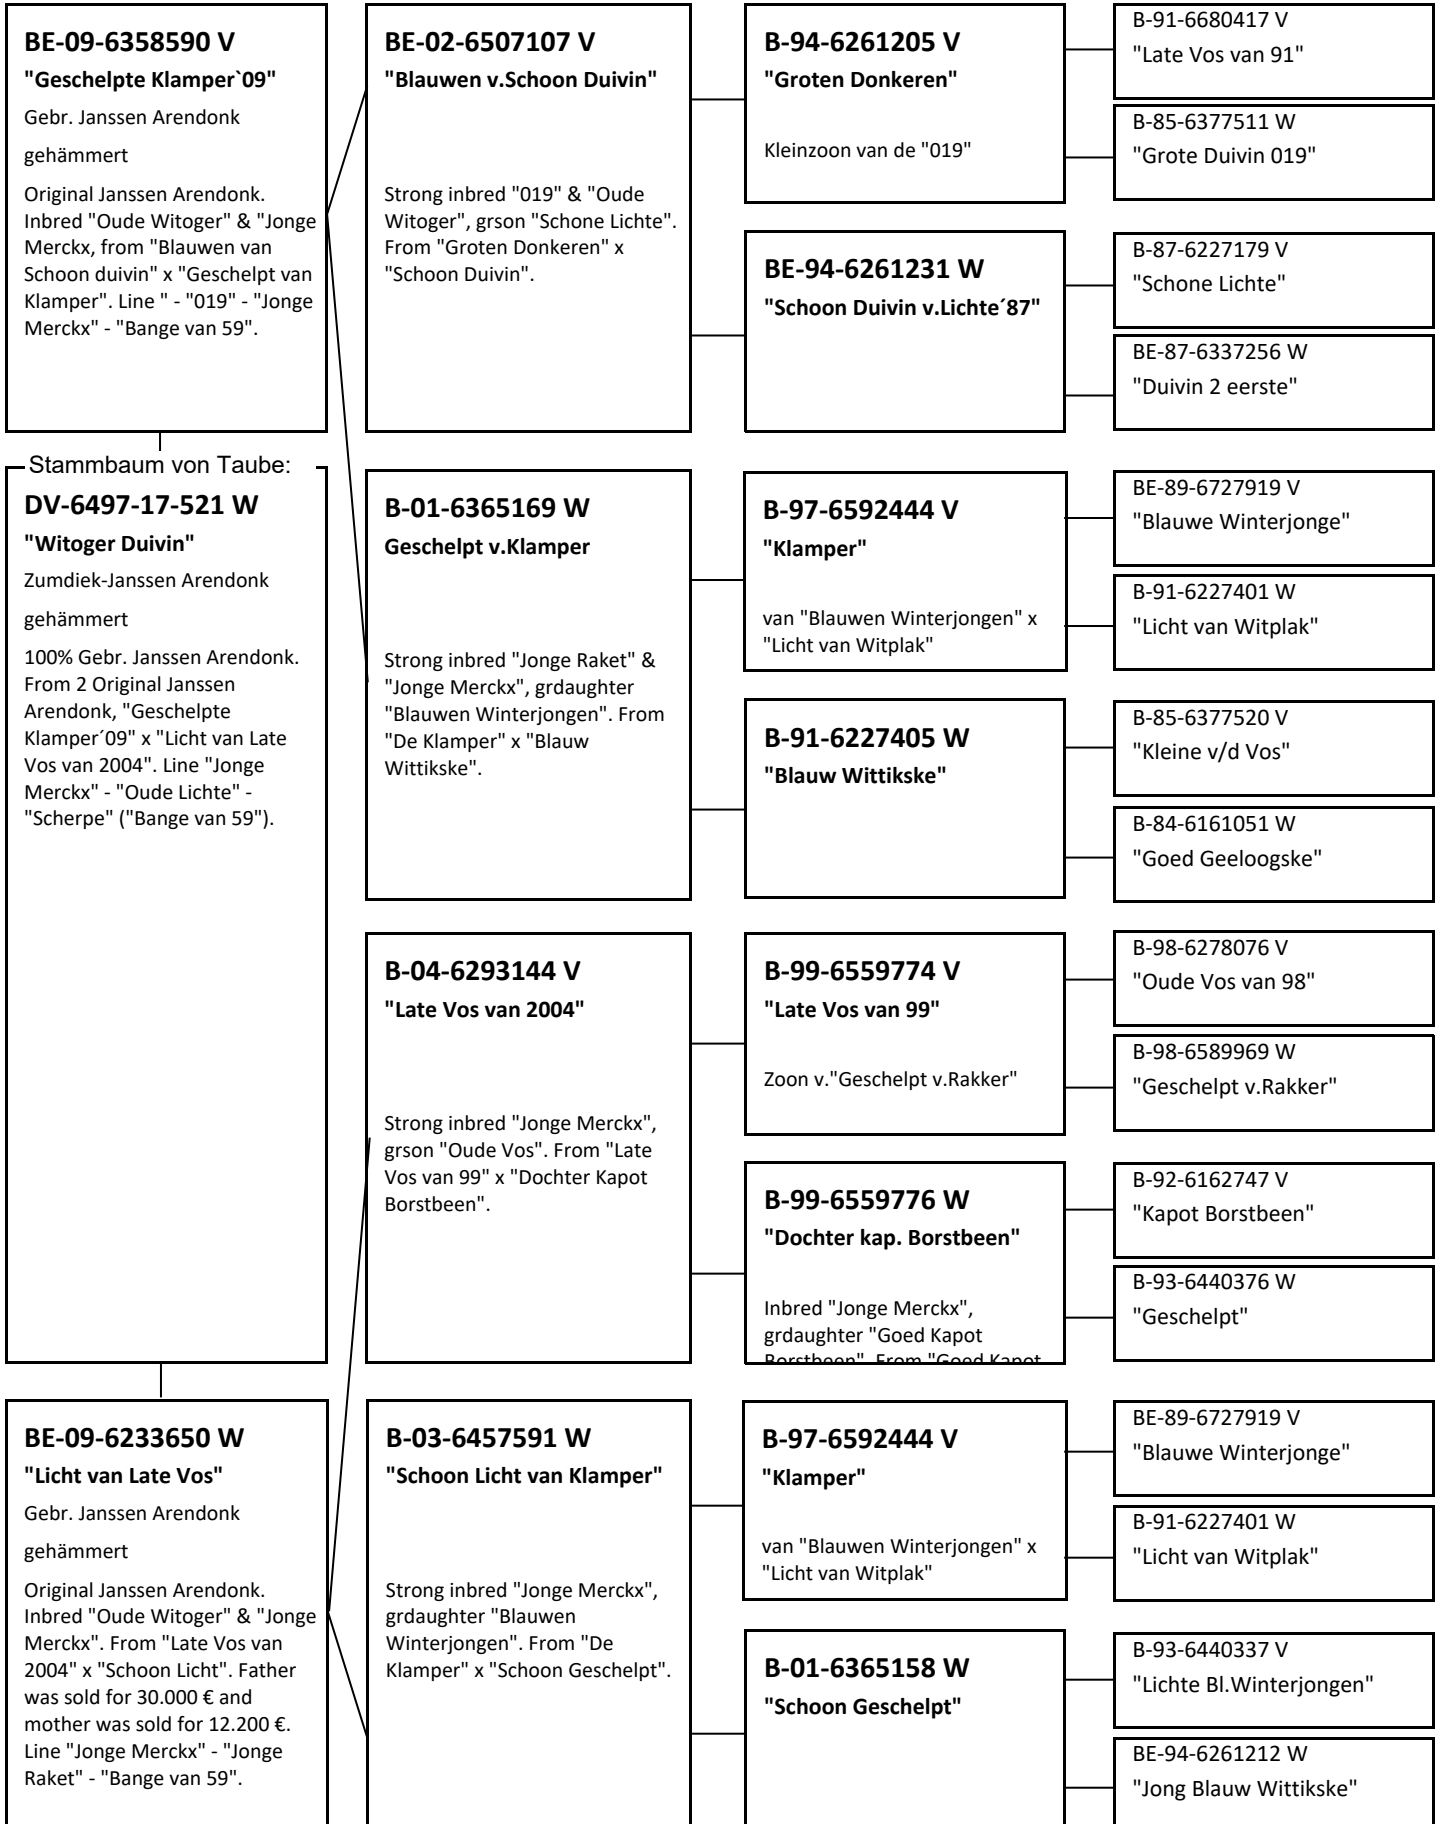 BE-09-6358590 V
"Geschelpte Klamper`09"
Gebr. Janssen Arendonk
gehämmert
Original Janssen Arendonk.
Inbred "Oude Witoger" & "Jonge
Merckx, from "Blauwen van
Schoon duivin" x "Geschelpt van
Klamper". Line " - "019" - "Jonge
Merckx" - "Bange van 59".
Stammbaum von Taube:
DV-6497-17-521 W
"Witoger Duivin"
Zumdiek-Janssen Arendonk
gehämmert
100% Gebr. Janssen Arendonk.
From 2 Original Janssen
Arendonk, "Geschelpte
Klamper´09" x "Licht van Late
Vos van 2004". Line "Jonge
Merckx" - "Oude Lichte" -
"Scherpe" ("Bange van 59").
BE-09-6233650 W
"Licht van Late Vos"
Gebr. Janssen Arendonk
gehämmert
Original Janssen Arendonk.
Inbred "Oude Witoger" & "Jonge
Merckx". From "Late Vos van
2004" x "Schoon Licht". Father
was sold for 30.000 € and
mother was sold for 12.200 €.
Line "Jonge Merckx" - "Jonge
Raket" - "Bange van 59".
BE-02-6507107 V
"Blauwen v.Schoon Duivin"
Strong inbred "019" & "Oude
Witoger", grson "Schone Lichte".
From "Groten Donkeren" x
"Schoon Duivin".
B-01-6365169 W
Geschelpt v.Klamper
Strong inbred "Jonge Raket" &
"Jonge Merckx", grdaughter
"Blauwen Winterjongen". From
"De Klamper" x "Blauw
Wittikske".
B-04-6293144 V
"Late Vos van 2004"
Strong inbred "Jonge Merckx",
grson "Oude Vos". From "Late
Vos van 99" x "Dochter Kapot
Borstbeen".
B-03-6457591 W
"Schoon Licht van Klamper"
Strong inbred "Jonge Merckx",
grdaughter "Blauwen
Winterjongen". From "De
Klamper" x "Schoon Geschelpt".
B-94-6261205 V
"Groten Donkeren"
Kleinzoon van de "019"
BE-94-6261231 W
"Schoon Duivin v.Lichte´87"
B-97-6592444 V
"Klamper"
van "Blauwen Winterjongen" x
"Licht van Witplak"
B-91-6227405 W
"Blauw Wittikske"
B-99-6559774 V
"Late Vos van 99"
Zoon v."Geschelpt v.Rakker"
B-99-6559776 W
"Dochter kap. Borstbeen"
Inbred "Jonge Merckx",
grdaughter "Goed Kapot
Borstbeen". From "Goed Kapot
B-97-6592444 V
"Klamper"
van "Blauwen Winterjongen" x
"Licht van Witplak"
B-01-6365158 W
"Schoon Geschelpt"
B-91-6680417 V
"Late Vos van 91"
B-85-6377511 W
"Grote Duivin 019"
B-87-6227179 V
"Schone Lichte"
BE-87-6337256 W
"Duivin 2 eerste"
BE-89-6727919 V
"Blauwe Winterjonge"
B-91-6227401 W
"Licht van Witplak"
B-85-6377520 V
"Kleine v/d Vos"
B-84-6161051 W
"Goed Geeloogske"
B-98-6278076 V
"Oude Vos van 98"
B-98-6589969 W
"Geschelpt v.Rakker"
B-92-6162747 V
"Kapot Borstbeen"
B-93-6440376 W
"Geschelpt"
BE-89-6727919 V
"Blauwe Winterjonge"
B-91-6227401 W
"Licht van Witplak"
B-93-6440337 V
"Lichte Bl.Winterjongen"
BE-94-6261212 W
"Jong Blauw Wittikske"